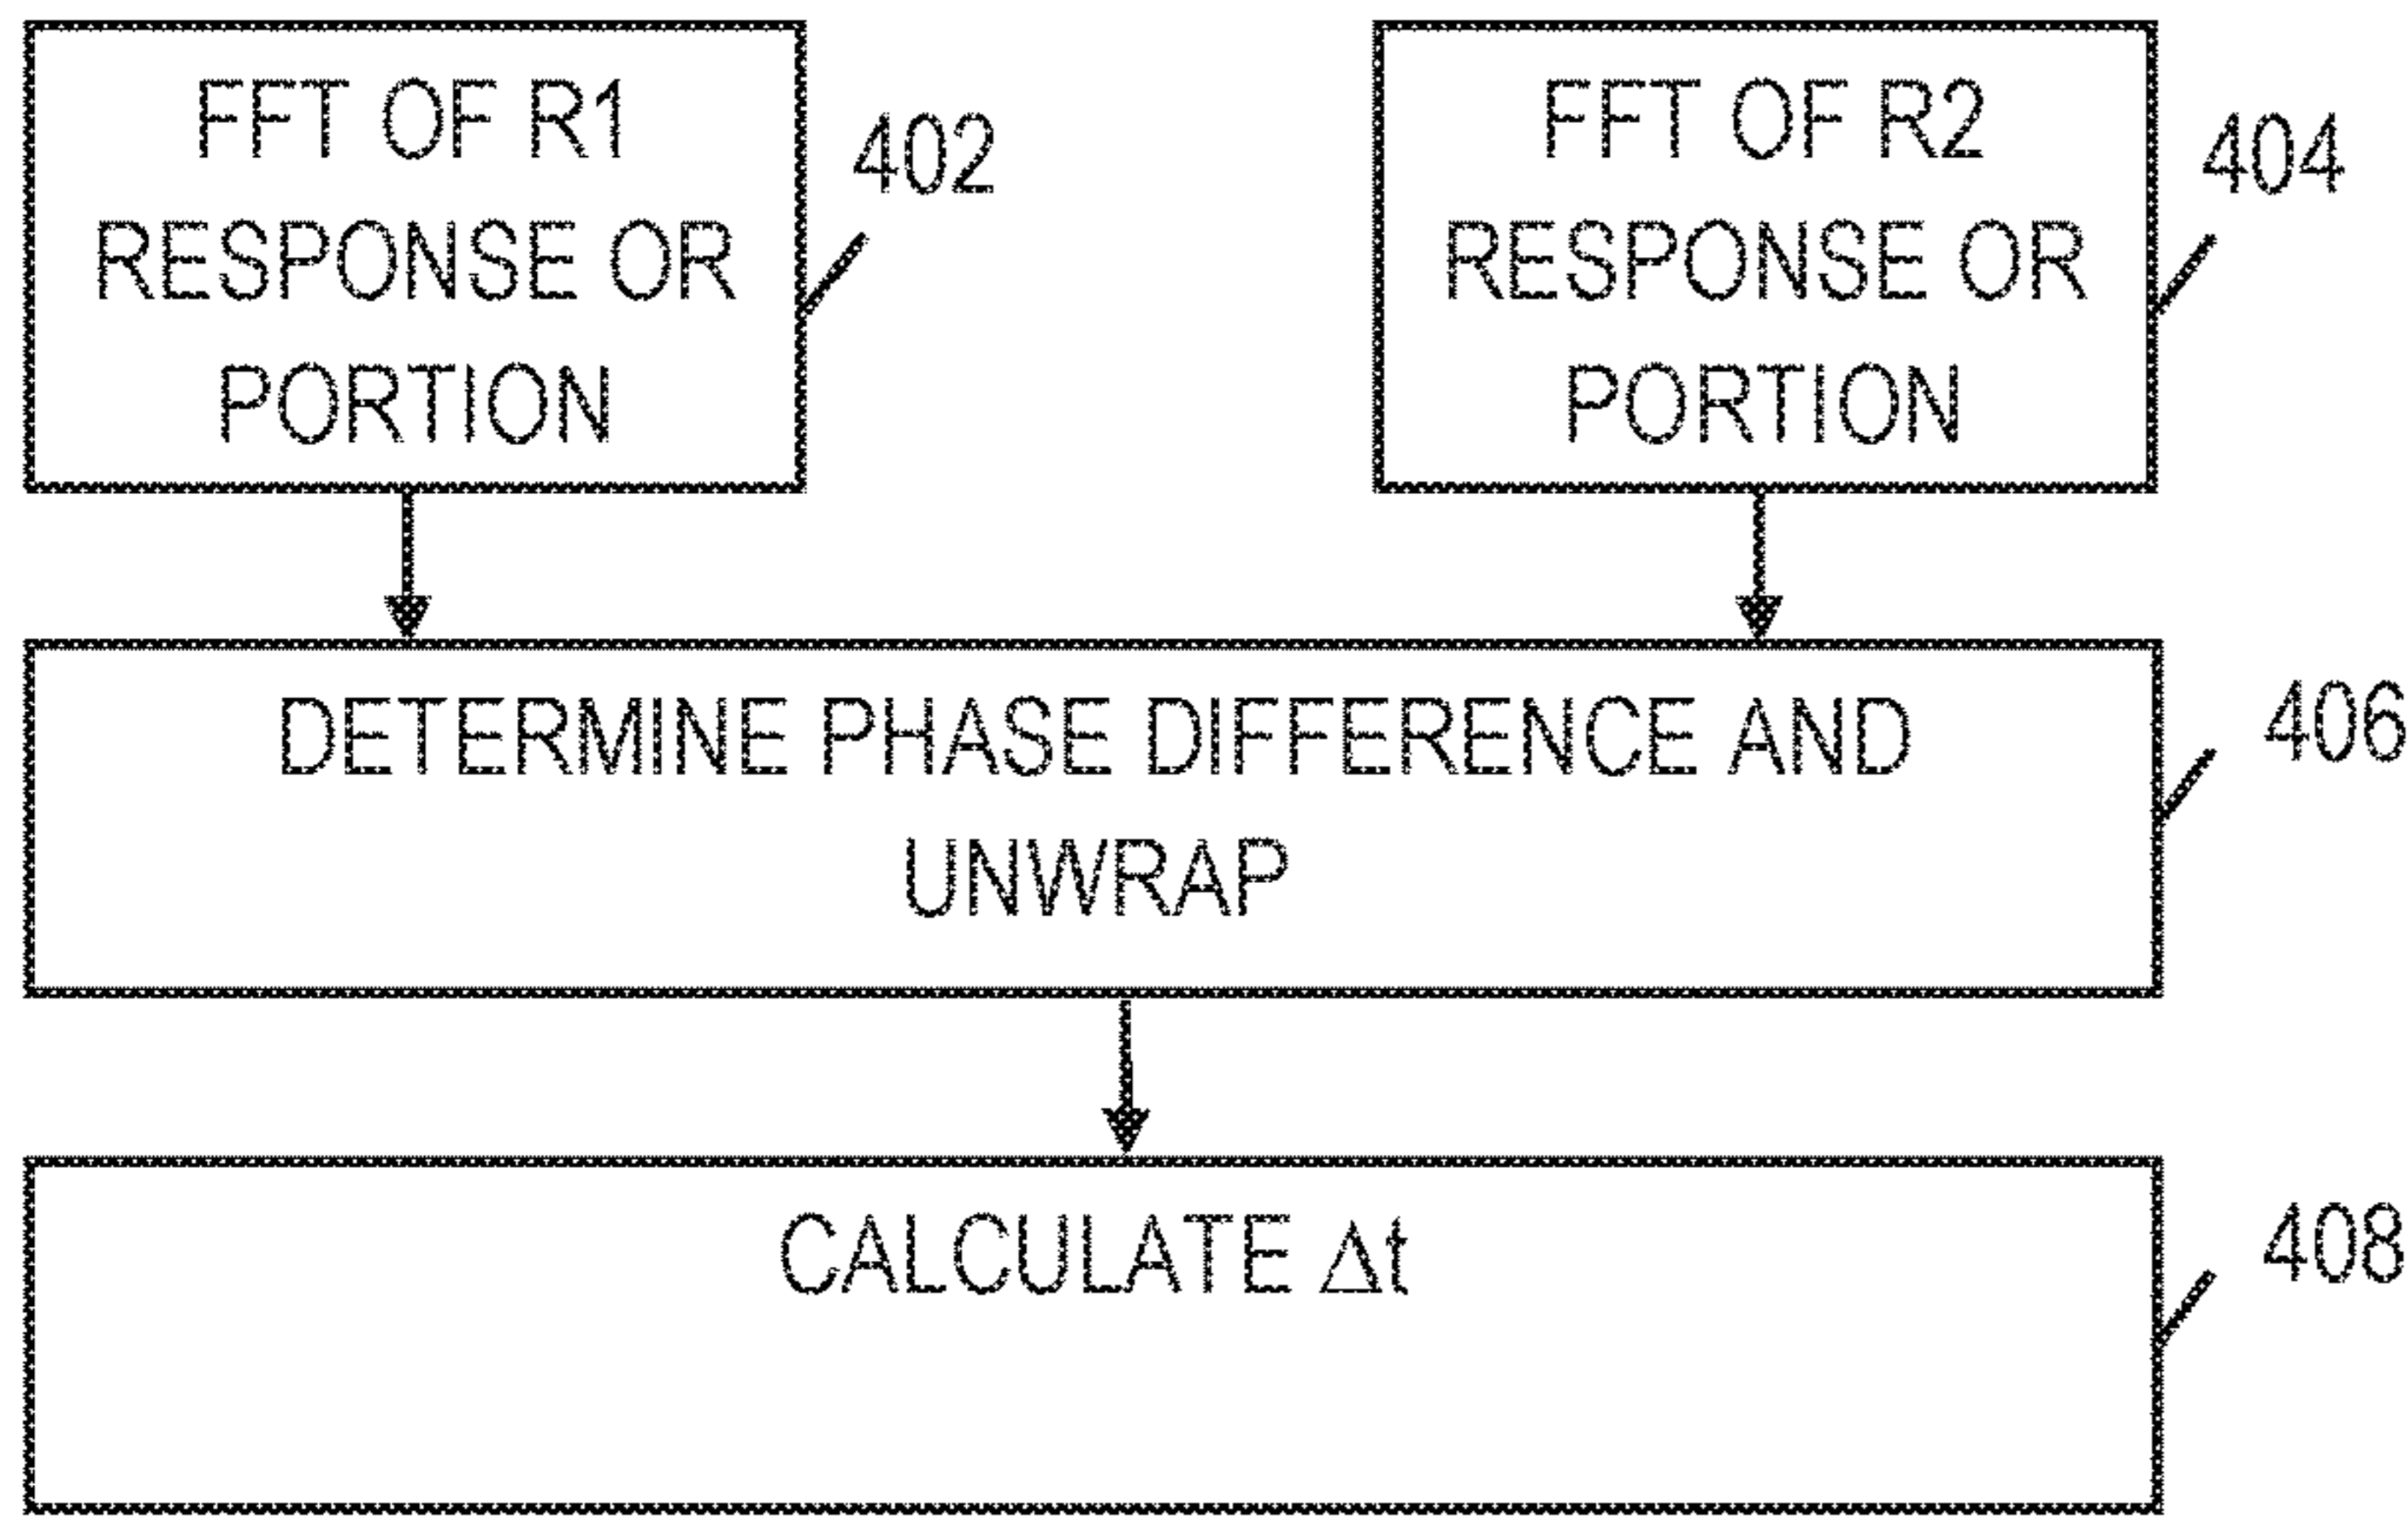 FFT OF R1
RESPONSE OR
PORTION
402
FFT OF R2
RESPONSE OR
PORTION
404
DETERMINE PHASE DIFFERENCE AND
UNWRAP
406
CALCULATE Δt
408